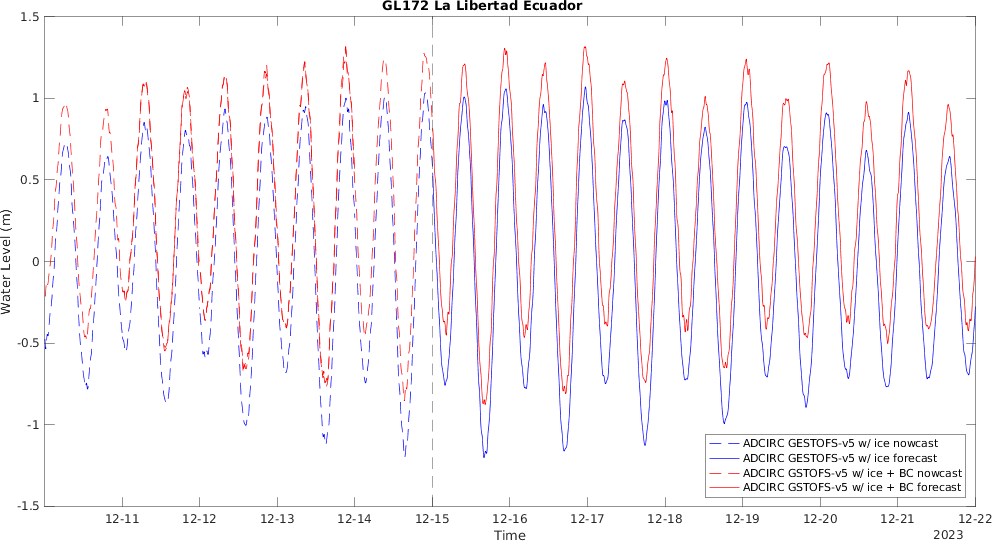 GL172 La Libertad Ecuador
1.5
1
0.5
0
-0.5
-1
-1.5
Water Level (m)
ADCIRC GESTOFS-v5 w/ ice nowcast
ADCIRC GESTOFS-v5 w/ ice forecast
ADCIRC GSTOFS-v5 w/ ice + BC nowcast
ADCIRC GSTOFS-v5 w/ ice + BC forecast
12-11 12-12 12-13 12-14 12-15 12-16 12-17 12-18 12-19 12-20 12-21 12-22
Time 2023